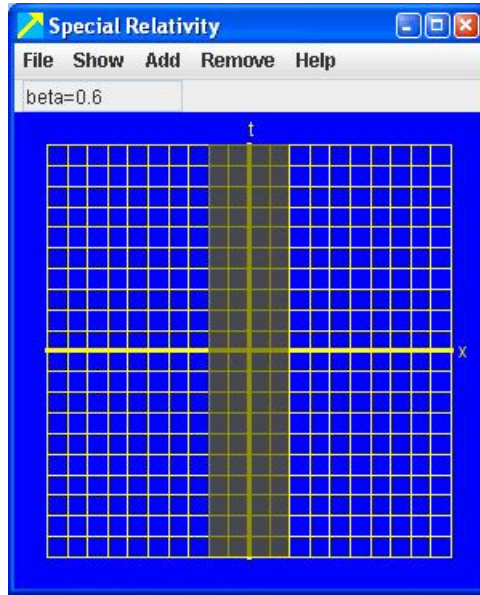 Special Relativity
File Show Add Remove Help
beta=0.6
t
x